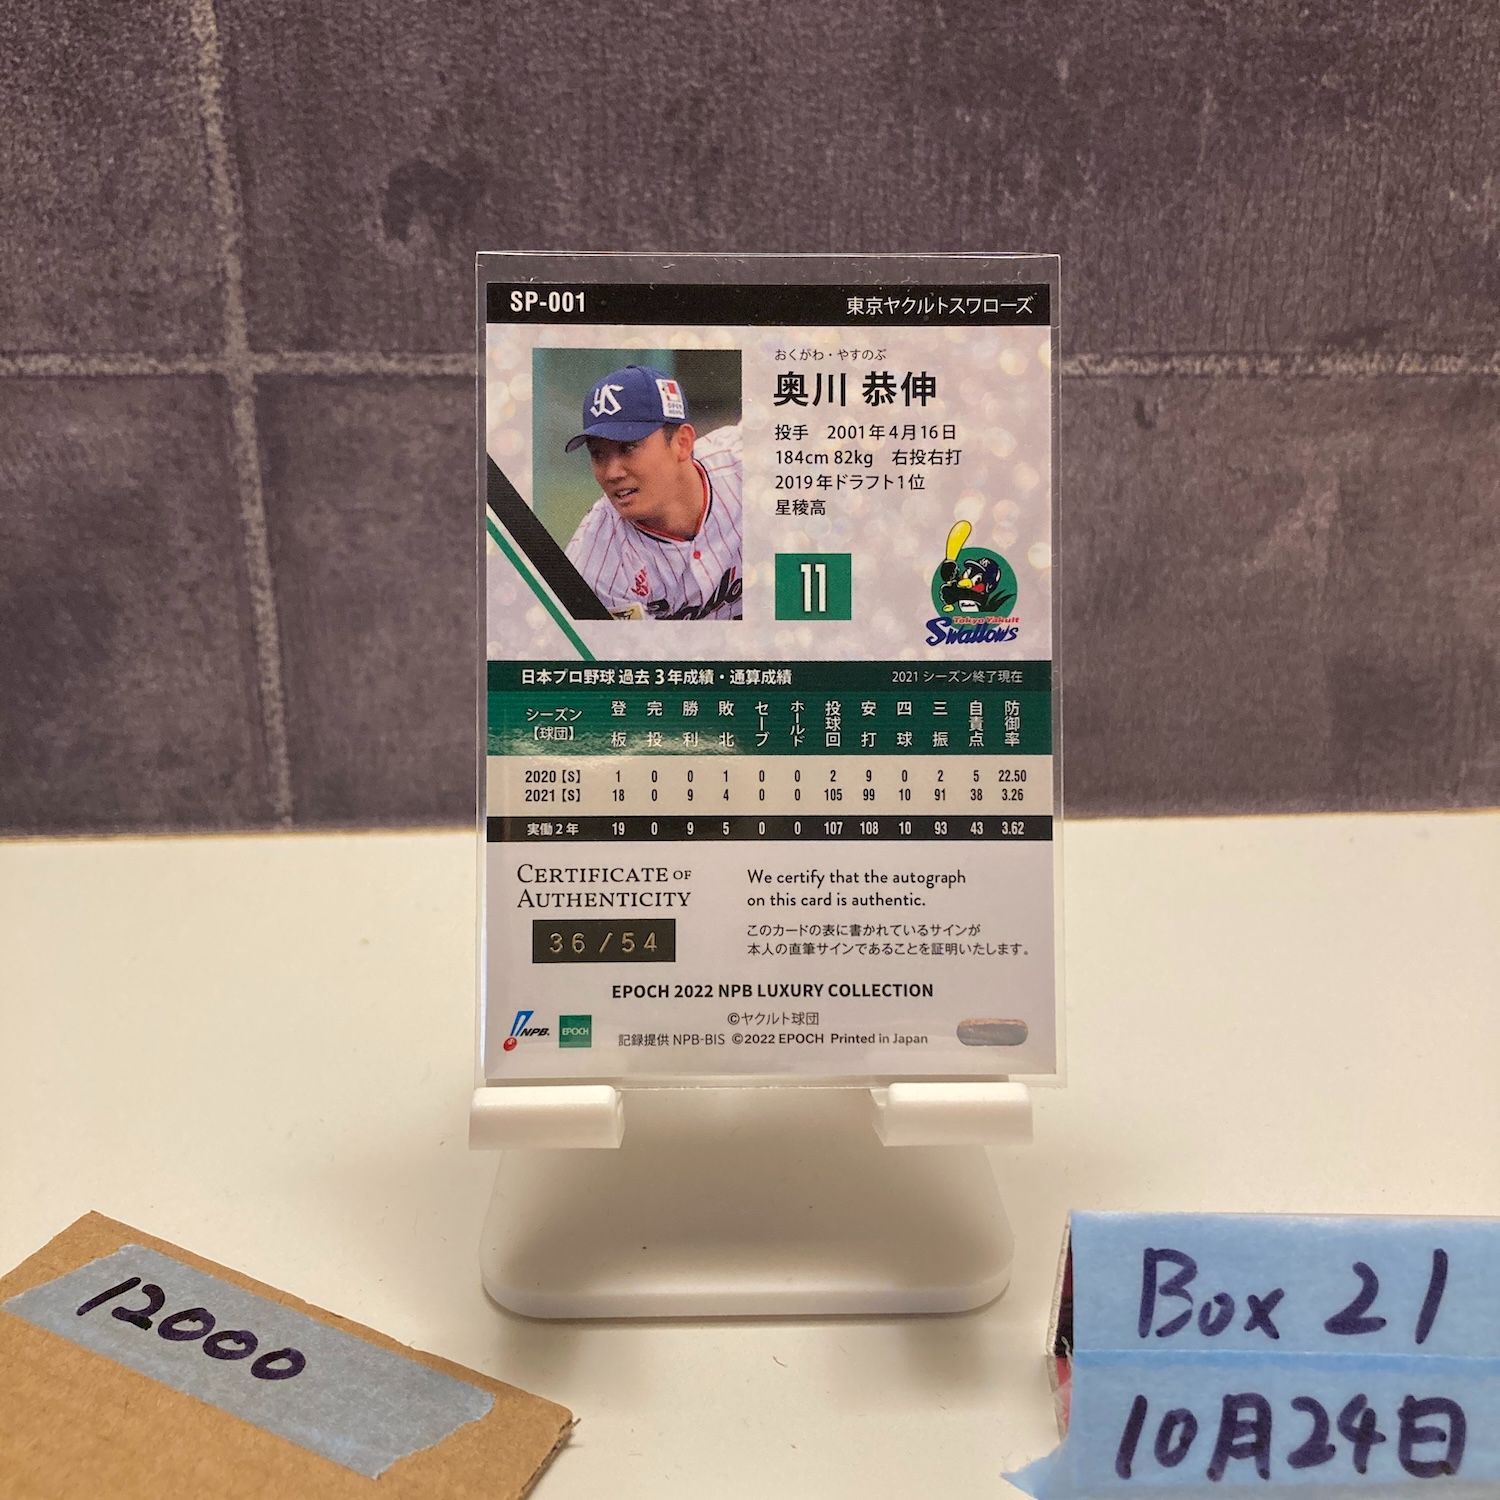 SP-001 東京ヤクルトスワローズ
おくがわ・やすのぶ
奥川 恭伸
投手 2001年4月16日
184cm 82kg 右投右打
2019年ドラフト1位
星稜高
11
Tokyo Yakult
Swallows
日本プロ野球 過去3年成績・通算成績 2021 シーズン終了現在
シーズン【球団】 登板 完投 勝利 敗北 セーブ ホールド 投球回 安打 四球 三振 自責点 防御率
2020【S】 1 0 0 1 0 0 2 9 0 2 5 22.50
2021【S】 18 0 9 4 0 0 105 99 10 91 38 3.26
実働2年 19 0 9 5 0 0 107 108 10 93 43 3.62
CERTIFICATE OF
AUTHENTICITY
36/54
We certify that the autograph
on this card is authentic.
このカードの表に書かれているサインが
本人の直筆サインであることを証明いたします。
EPOCH 2022 NPB LUXURY COLLECTION
©ヤクルト球団
NPB. EPOCH 記録提供 NPB-BIS ©2022 EPOCH Printed in Japan
12000
Box 21
10月24日